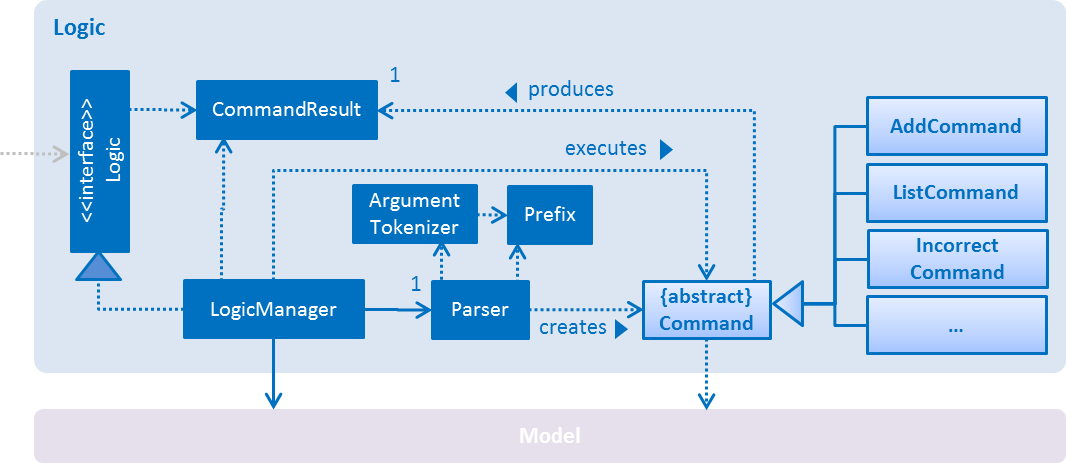 Logic
<<interface>>
Logic
CommandResult
1
produces
executes
Argument
Tokenizer
Prefix
LogicManager
1
Parser
creates
{abstract}
Command
AddCommand
ListCommand
Incorrect
Command
...
Model